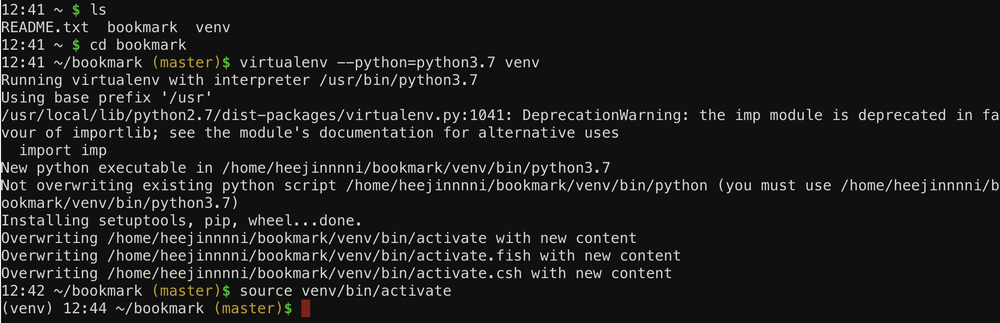 12:41 ~ $ ls
README.txt  bookmark  venv
12:41 ~ $ cd bookmark
12:41 ~/bookmark (master)$ virtualenv --python=python3.7 venv
Running virtualenv with interpreter /usr/bin/python3.7
Using base prefix '/usr'
/usr/local/lib/python2.7/dist-packages/virtualenv.py:1041: DeprecationWarning: the imp module is deprecated in fa
vour of importlib; see the module's documentation for alternative uses
  import imp
New python executable in /home/heejinnnni/bookmark/venv/bin/python3.7
Not overwriting existing python script /home/heejinnnni/bookmark/venv/bin/python (you must use /home/heejinnnni/b
ookmark/venv/bin/python3.7)
Installing setuptools, pip, wheel...done.
Overwriting /home/heejinnnni/bookmark/venv/bin/activate with new content
Overwriting /home/heejinnnni/bookmark/venv/bin/activate.fish with new content
Overwriting /home/heejinnnni/bookmark/venv/bin/activate.csh with new content
12:42 ~/bookmark (master)$ source venv/bin/activate
(venv) 12:44 ~/bookmark (master)$